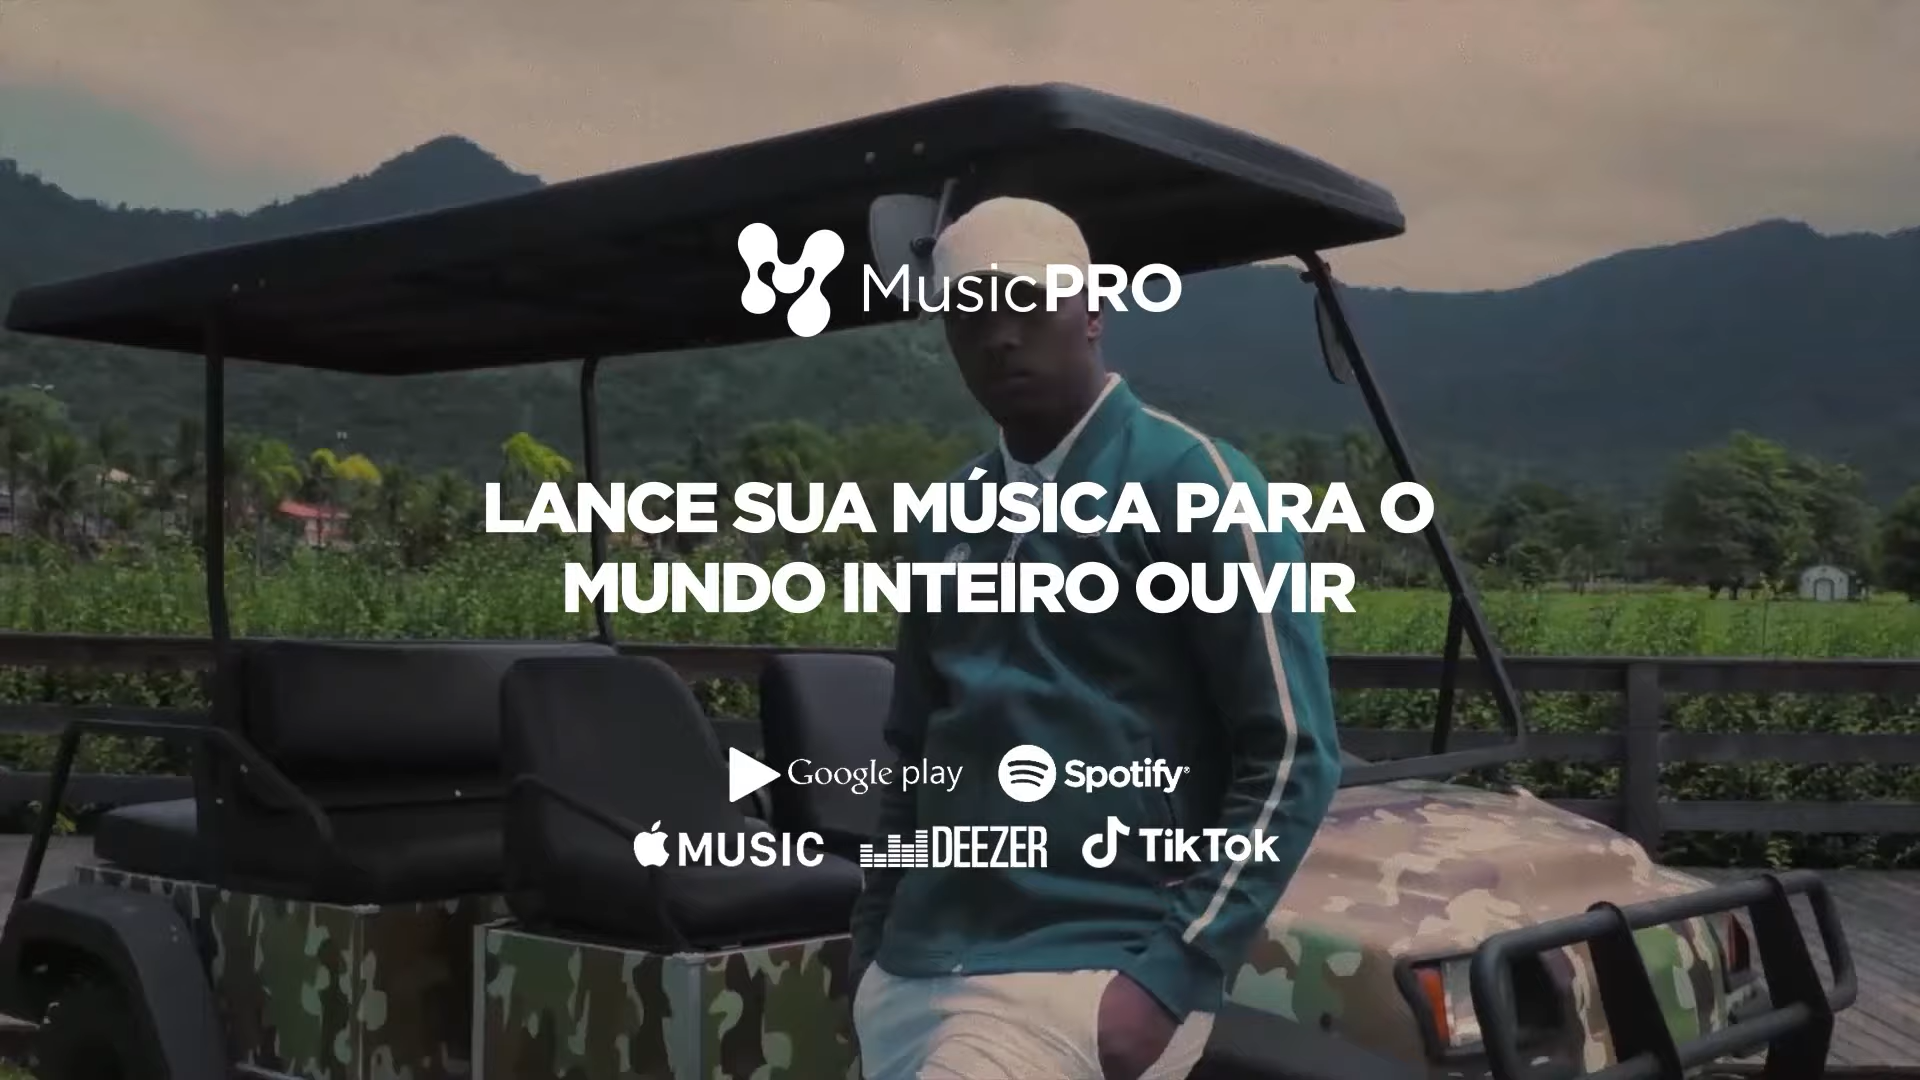 MusicPRO
LANCE SUA MÚSICA PARA O
MUNDO INTEIRO OUVIR
Google play Spotify
MUSIC DEEZER TikTok